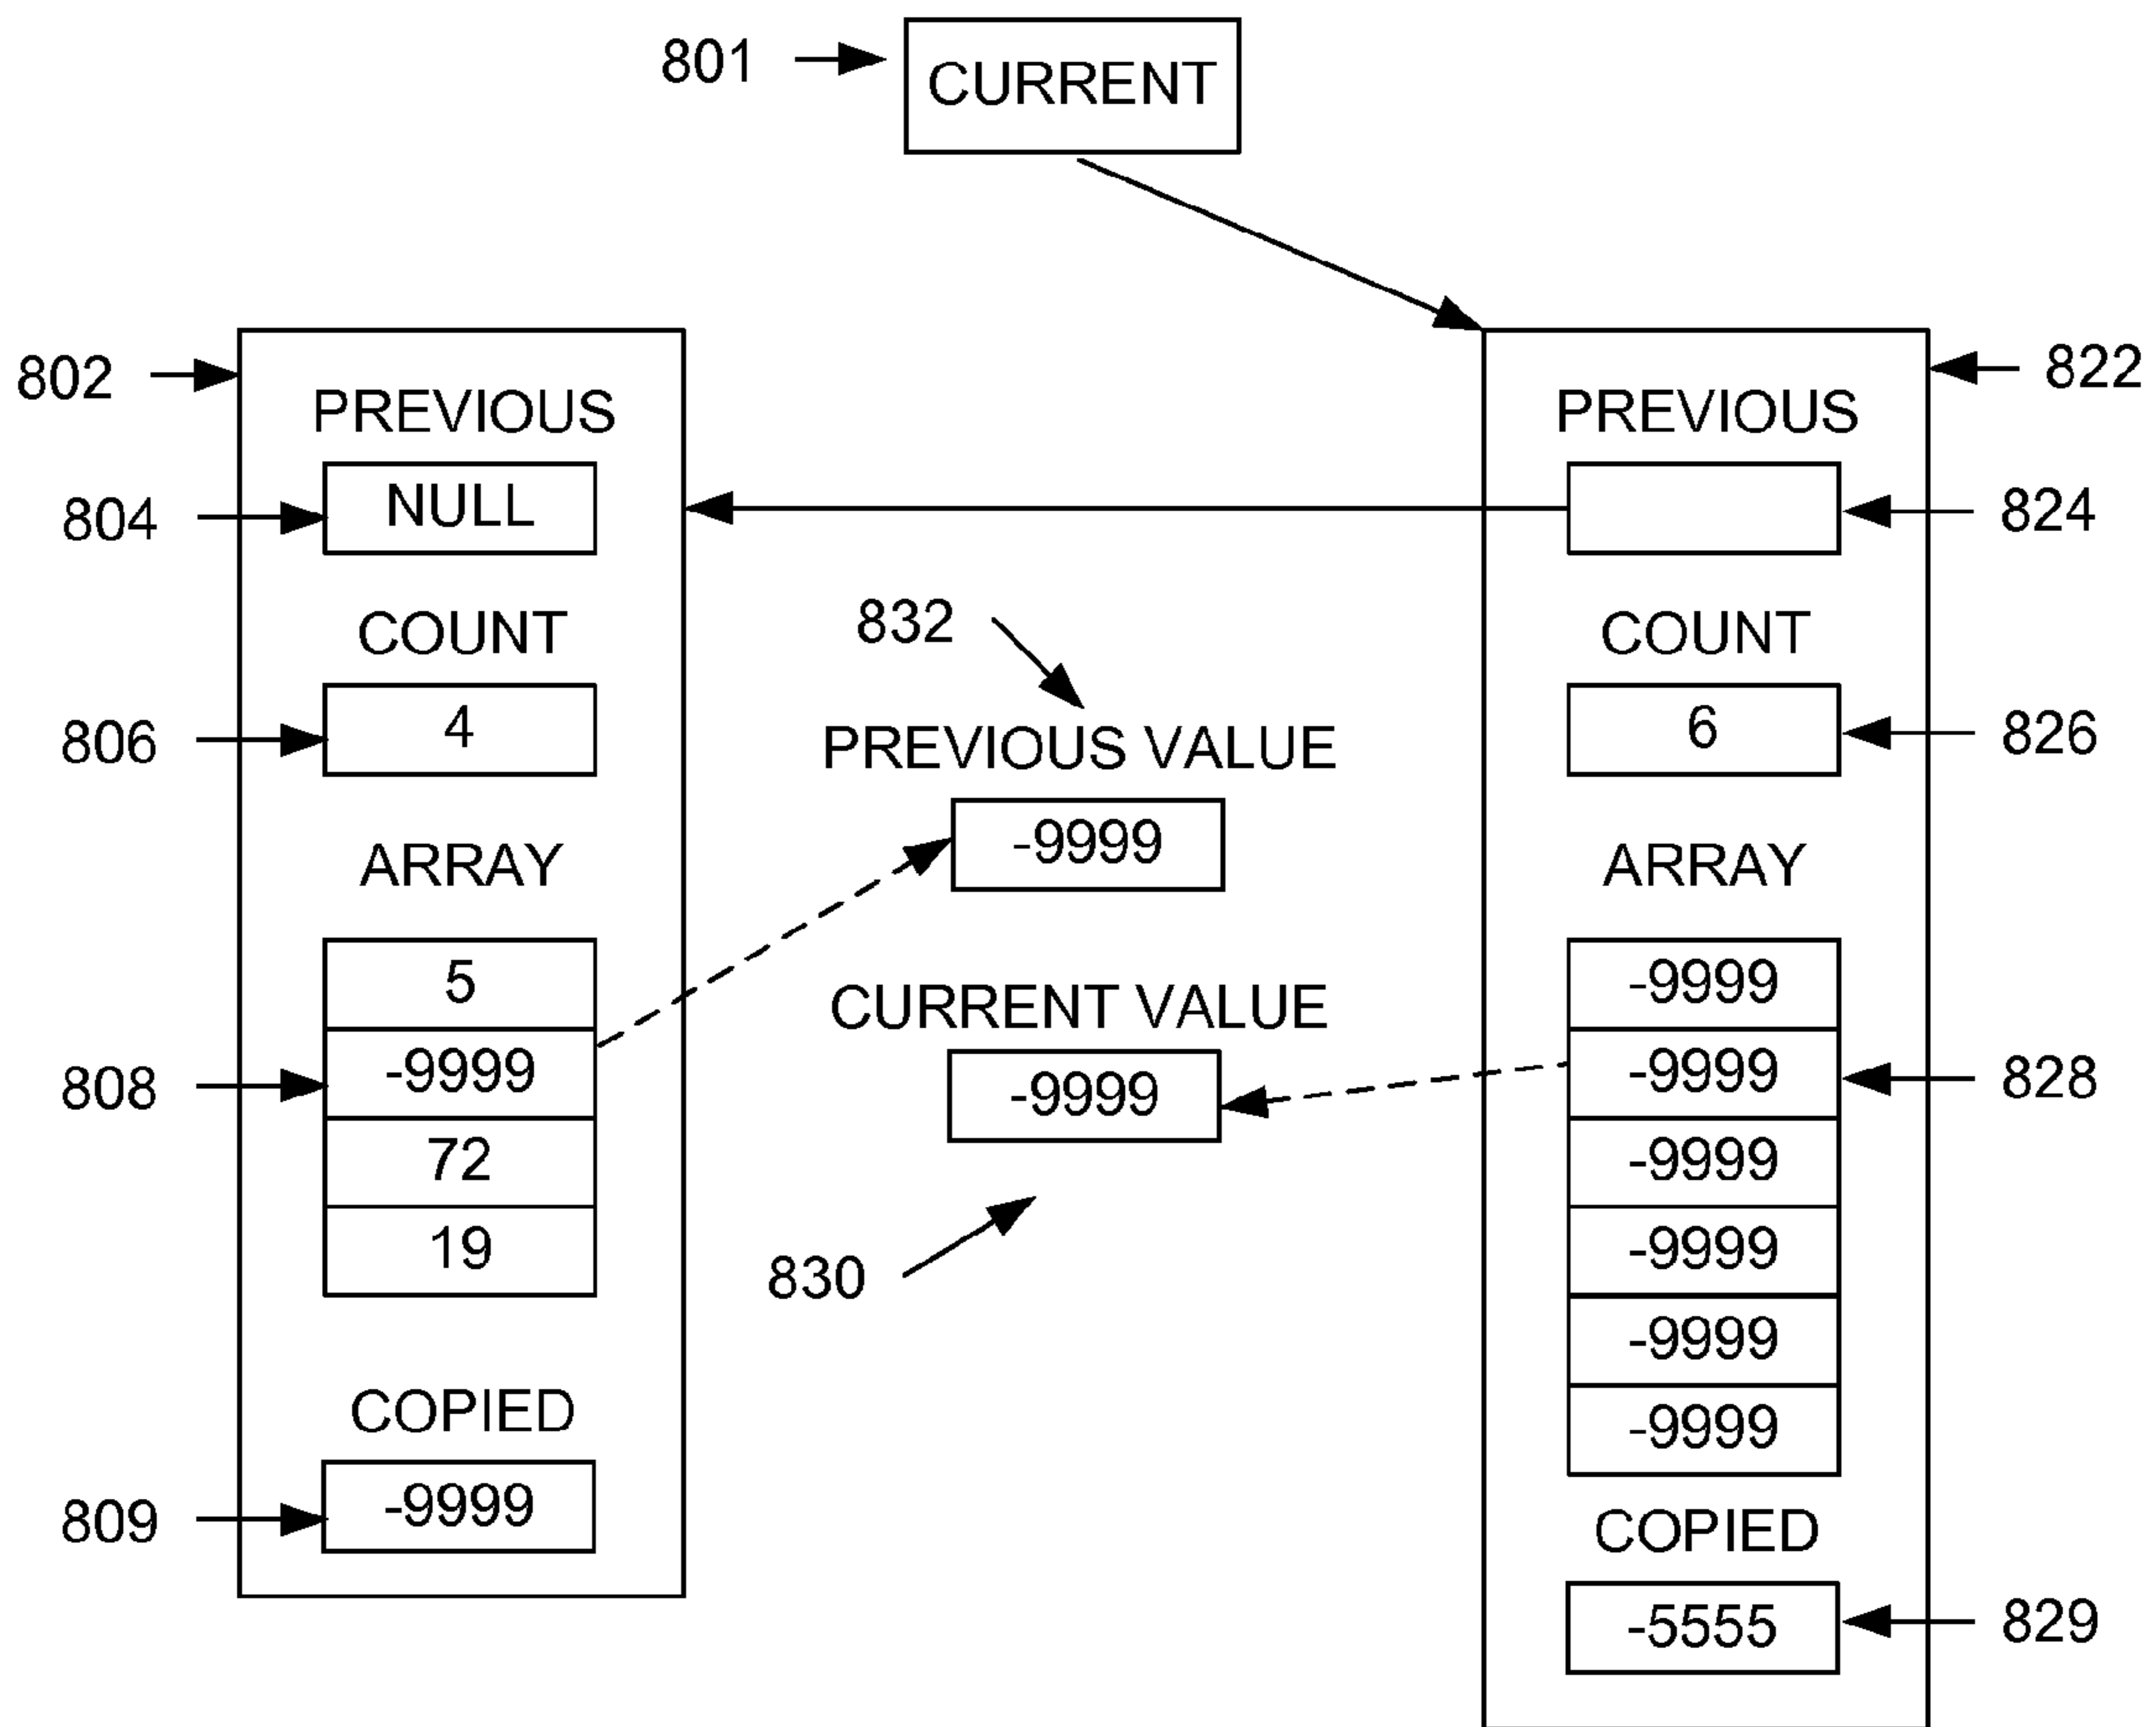 801
CURRENT
802
PREVIOUS
804
NULL
COUNT
806
4
ARRAY
808
5
-9999
72
19
COPIED
809
-9999
832
PREVIOUS VALUE
-9999
CURRENT VALUE
-9999
830
822
PREVIOUS
824
COUNT
6
826
ARRAY
-9999
-9999
828
-9999
-9999
-9999
-9999
COPIED
-5555
829